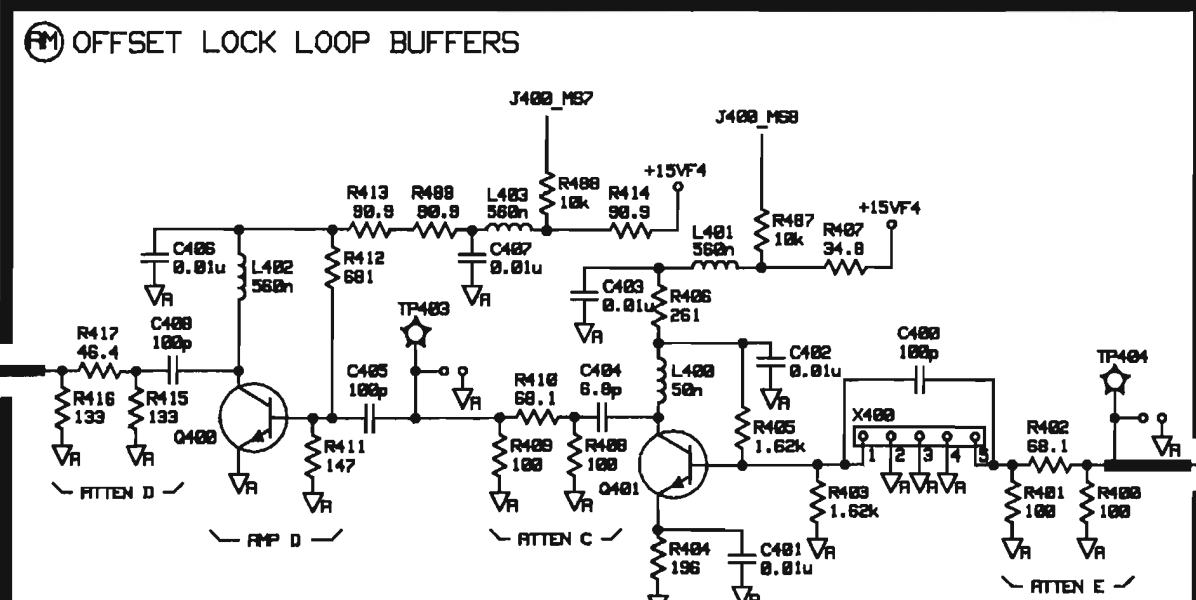 AM OFFSET LOCK LOOP BUFFERS
J400_MS7
J400_MS8
+15VF4
R413
90.9
R489
90.9
L403
560n
R488
10k
R414
90.9
+15VF4
L401
560n
R487
10k
R407
34.8
C406
0.01u
L402
560n
R412
681
C407
0.01u
A
A
C403
0.01u
R406
261
A
TP403
R417
46.4
C408
100p
C400
100p
C405
100p
A
R410
68.1
C404
6.8p
L400
50n
C402
0.01u
A
TP404
R416
133
R415
133
Q400
R411
147
R409
100
R408
100
R405
1.62k
X400
1 2 3 4 5
A A A
R402
68.1
A
A A
A
A
A A
Q401
R403
1.62k
R401
100
R400
100
ATTEN D
AMP D
ATTEN C
R404
196
C401
0.01u
A
A A
A
ATTEN E